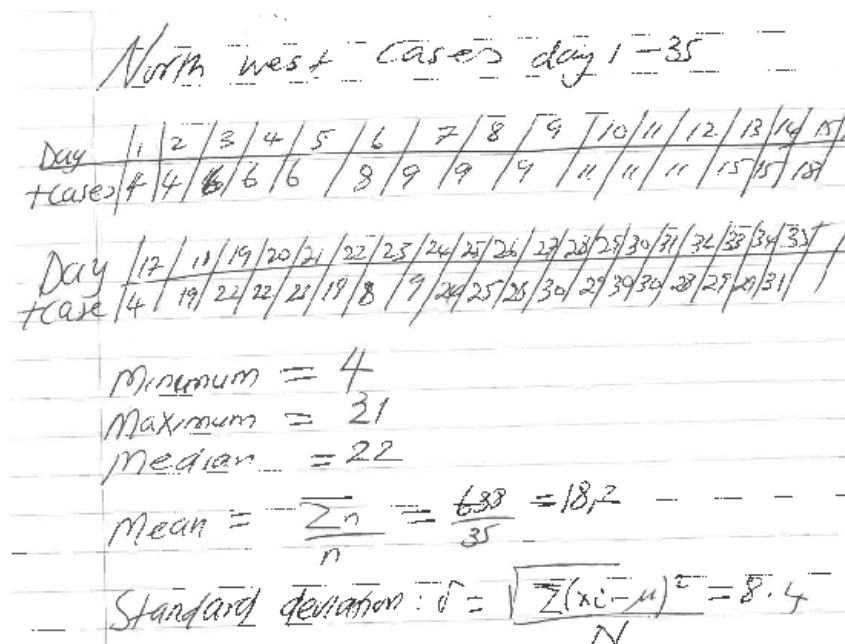 North west cases day 1-35
Day 1 2 3 4 5 6 7 8 9 10 11 12 13 14 15
+cases 4 4 6 6 6 8 9 9 9 11 11 11 15 15 18
Day 17 18 19 20 21 22 23 24 25 26 27 28 29 30 31 32 33 34 35
+case 4 19 22 22 21 19 8 9 26 25 28 30 29 30 30 28 29 29 31
Minimum = 4
Maximum = 31
Median = 22
Mean = Σn/n = 638/35 = 18,2
Standard deviation: σ = √Σ(xi-μ)²/N = 8.4